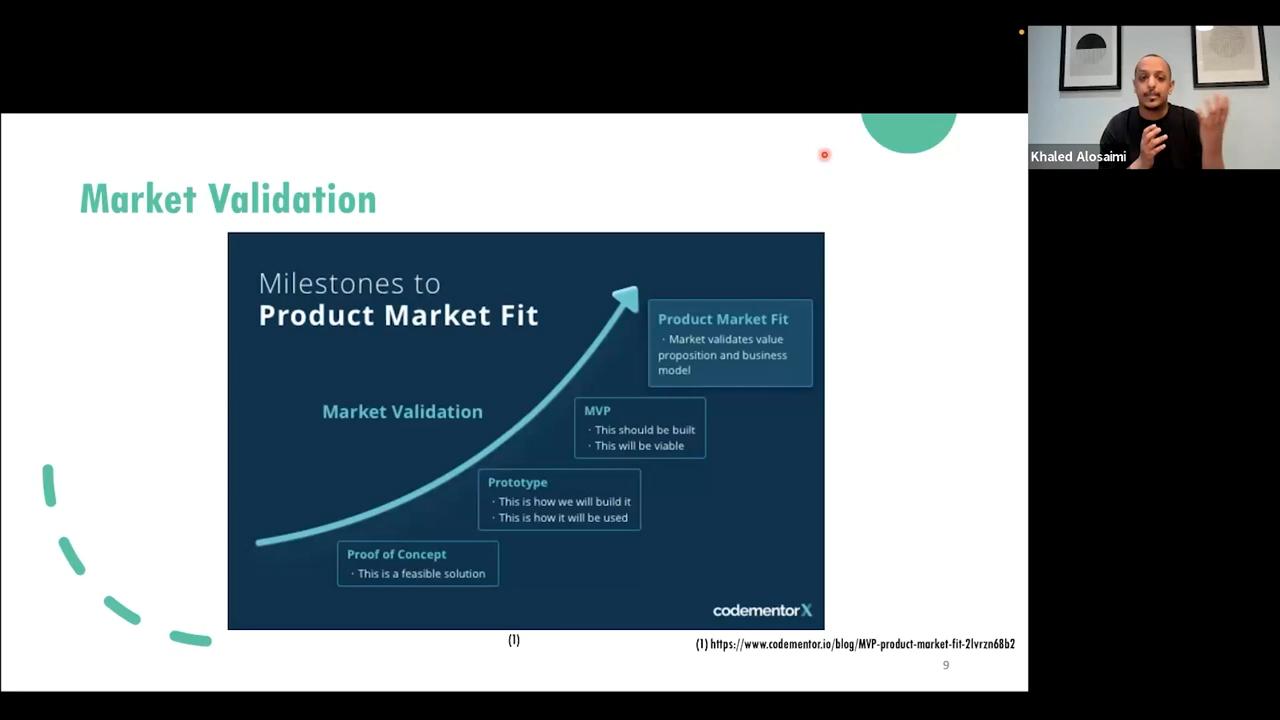 Khaled Alosaimi
Market Validation
Milestones to
Product Market Fit
Product Market Fit
· Market validates value
proposition and business
model
Market Validation
MVP
· This should be built
· This will be viable
Prototype
· This is how we will build it
· This is how it will be used
Proof of Concept
· This is a feasible solution
codementorX
(1)
(1) https://www.codementor.io/blog/MVP-product-market-fit-2lvrzn68b2
9